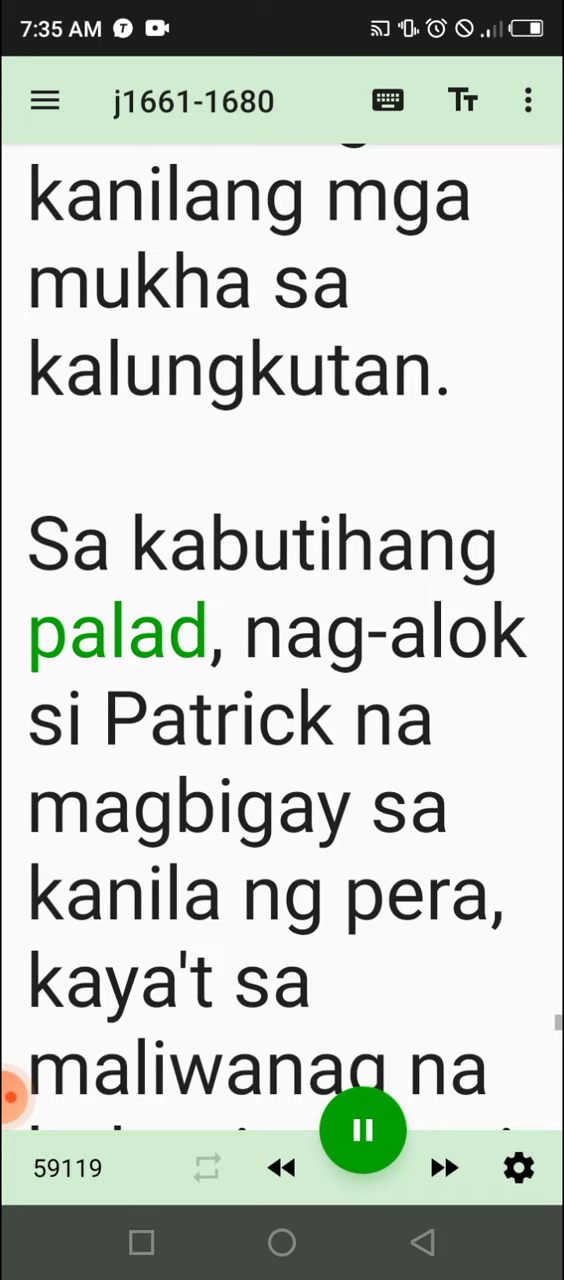 7:35 AM
j1661-1680
kanilang mga
mukha sa
kalungkutan.
Sa kabutihang
palad, nag-alok
si Patrick na
magbigay sa
kanila ng pera,
kaya't sa
maliwanag na
59119